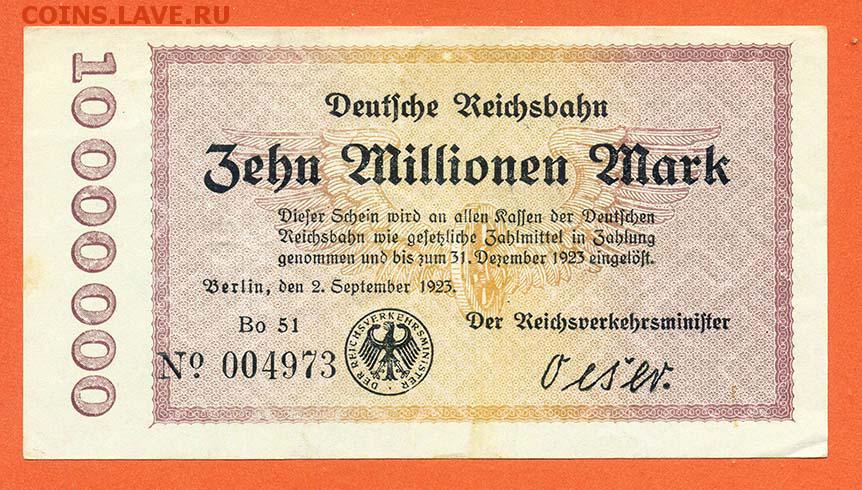 COINS.LAVE.RU
10000000
Deutsche Reichsbahn
Zehn Millionen Mark
Dieser Schein wird an allen Kassen der Deutschen
Reichsbahn wie gesetzliche Zahlmittel in Zahlung
genommen und bis zum 31. Dezember 1923 eingelöst.
Berlin, den 2. September 1923.
Bo 51
Der Reichsverkehrsminister
No 004973
DER REICHSVERKEHRSMINISTER
Oeser.